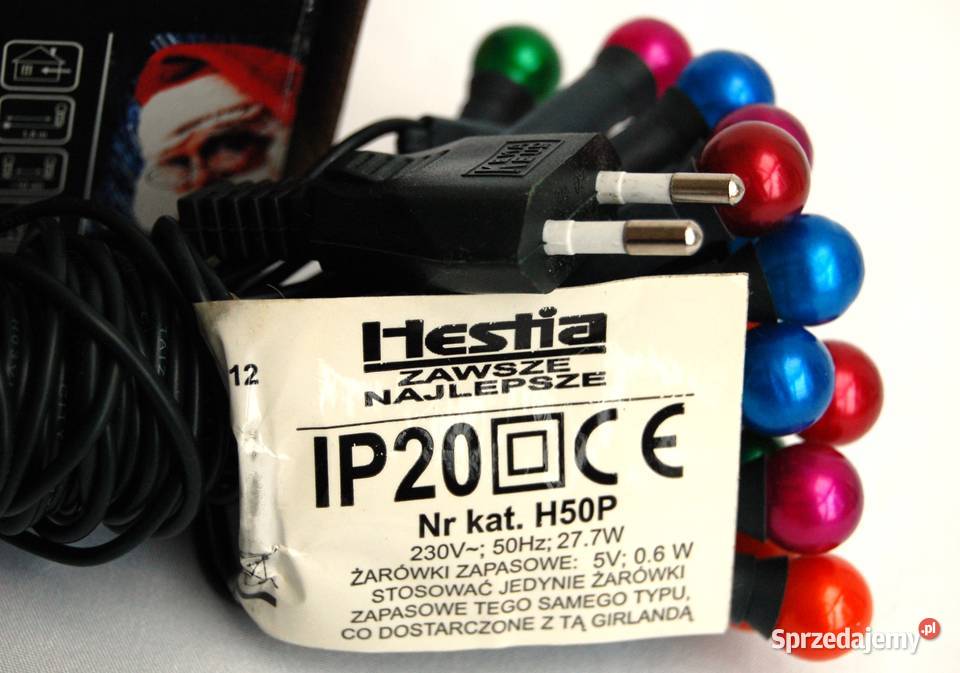 Hestia
ZAWSZE
NAJLEPSZE
12
IP20 CE
Nr kat. H50P
230V~; 50Hz; 27.7W
ŻARÓWKI ZAPASOWE: 5V; 0.6 W
STOSOWAĆ JEDYNIE ŻARÓWKI
ZAPASOWE TEGO SAMEGO TYPU,
CO DOSTARCZONE Z TĄ GIRLANDĄ
Sprzedajemy.pl